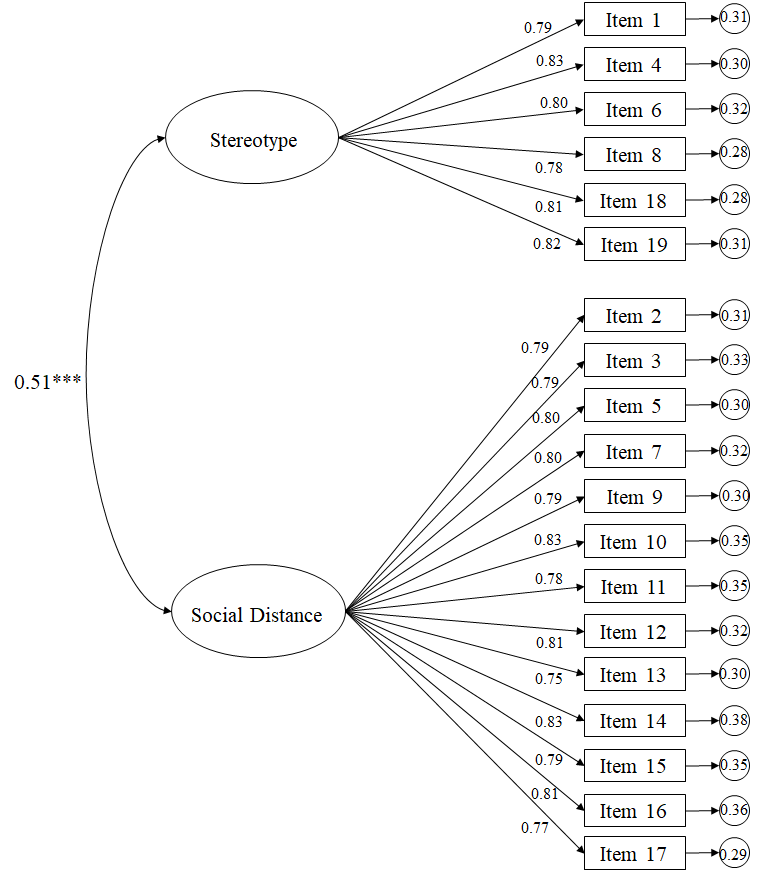 0.79 Item 1 0.31
0.83 Item 4 0.30
0.80 Item 6 0.32
Stereotype
0.78 Item 8 0.28
0.81 Item 18 0.28
0.82 Item 19 0.31
0.51***
0.79 Item 2 0.31
0.79 Item 3 0.33
0.80 Item 5 0.30
0.80 Item 7 0.32
0.79 Item 9 0.30
0.83 Item 10 0.35
0.78 Item 11 0.35
Social Distance
0.81 Item 12 0.32
0.75 Item 13 0.30
0.83 Item 14 0.38
0.79 Item 15 0.35
0.81 Item 16 0.36
0.77 Item 17 0.29